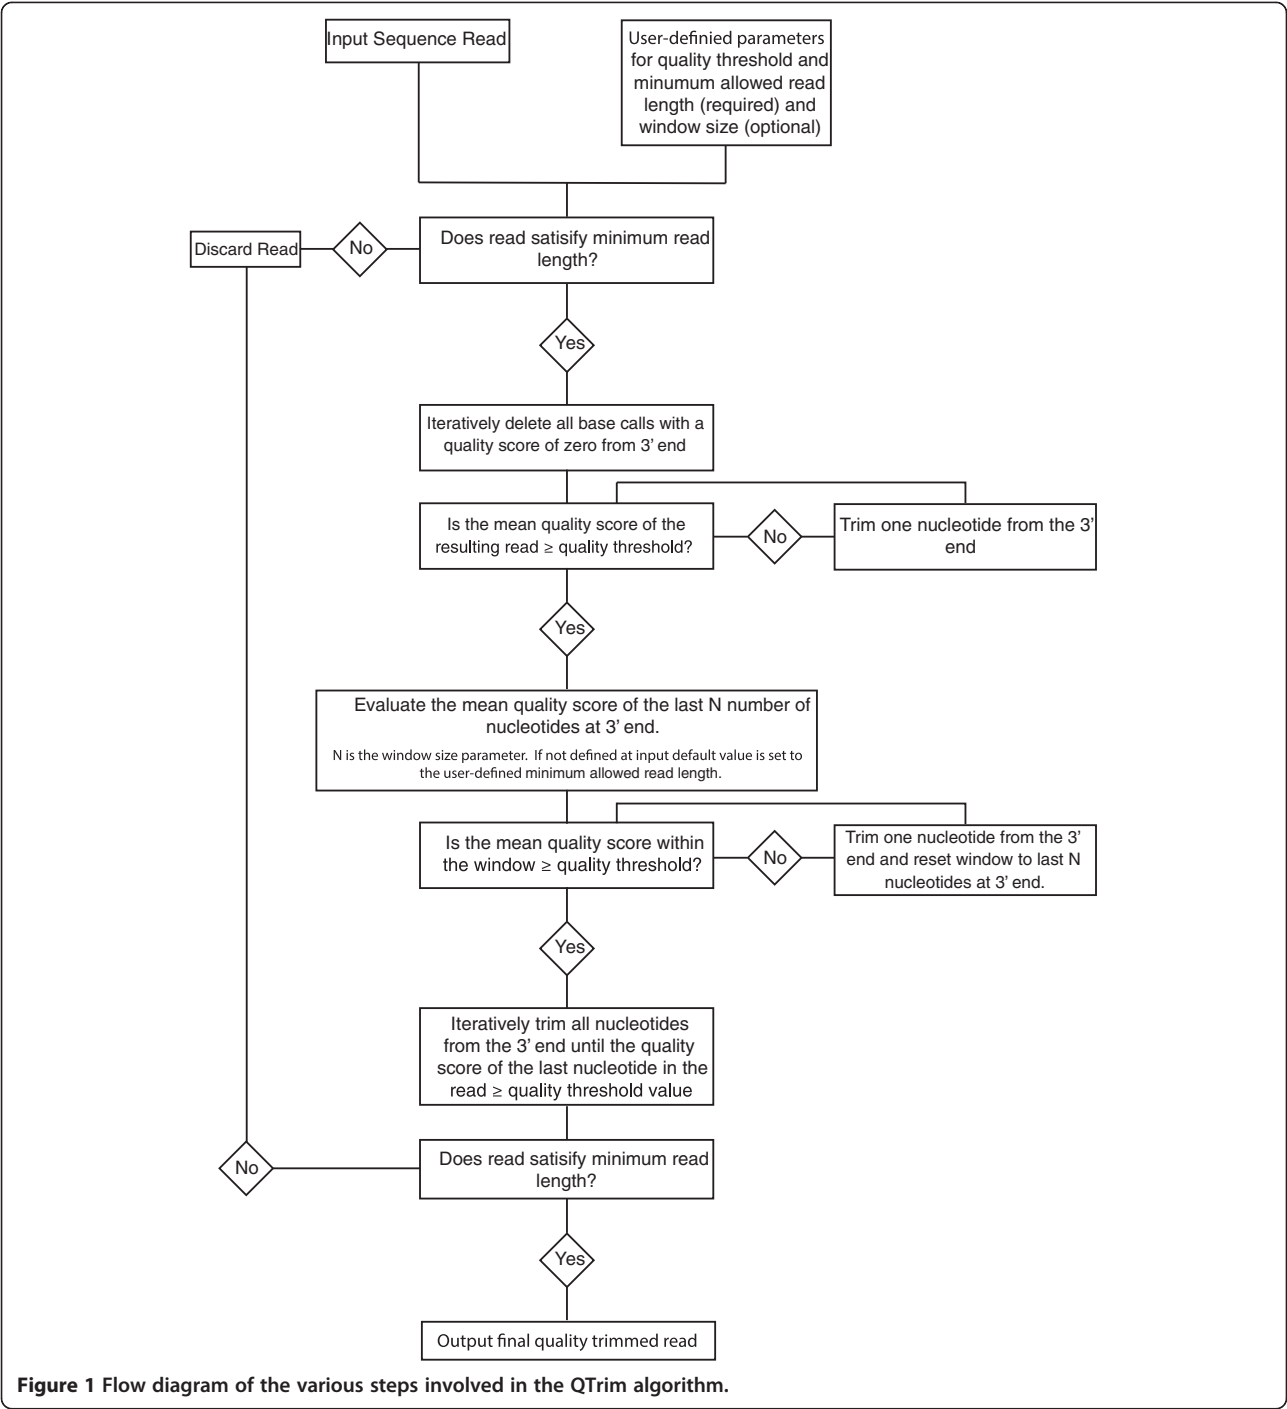 Input Sequence Read
User-definied parameters
for quality threshold and
minumum allowed read
length (required) and
window size (optional)
Does read satisify minimum read
length?
No
Discard Read
Yes
Iteratively delete all base calls with a
quality score of zero from 3' end
Is the mean quality score of the
resulting read ≥ quality threshold?
No
Trim one nucleotide from the 3'
end
Yes
Evaluate the mean quality score of the last N number of
nucleotides at 3' end.
N is the window size parameter. If not defined at input default value is set to
the user-defined minimum allowed read length.
Is the mean quality score within
the window ≥ quality threshold?
No
Trim one nucleotide from the 3'
end and reset window to last N
nucleotides at 3' end.
Yes
Iteratively trim all nucleotides
from the 3' end until the quality
score of the last nucleotide in the
read ≥ quality threshold value
Does read satisify minimum read
length?
No
Yes
Output final quality trimmed read
Figure 1 Flow diagram of the various steps involved in the QTrim algorithm.